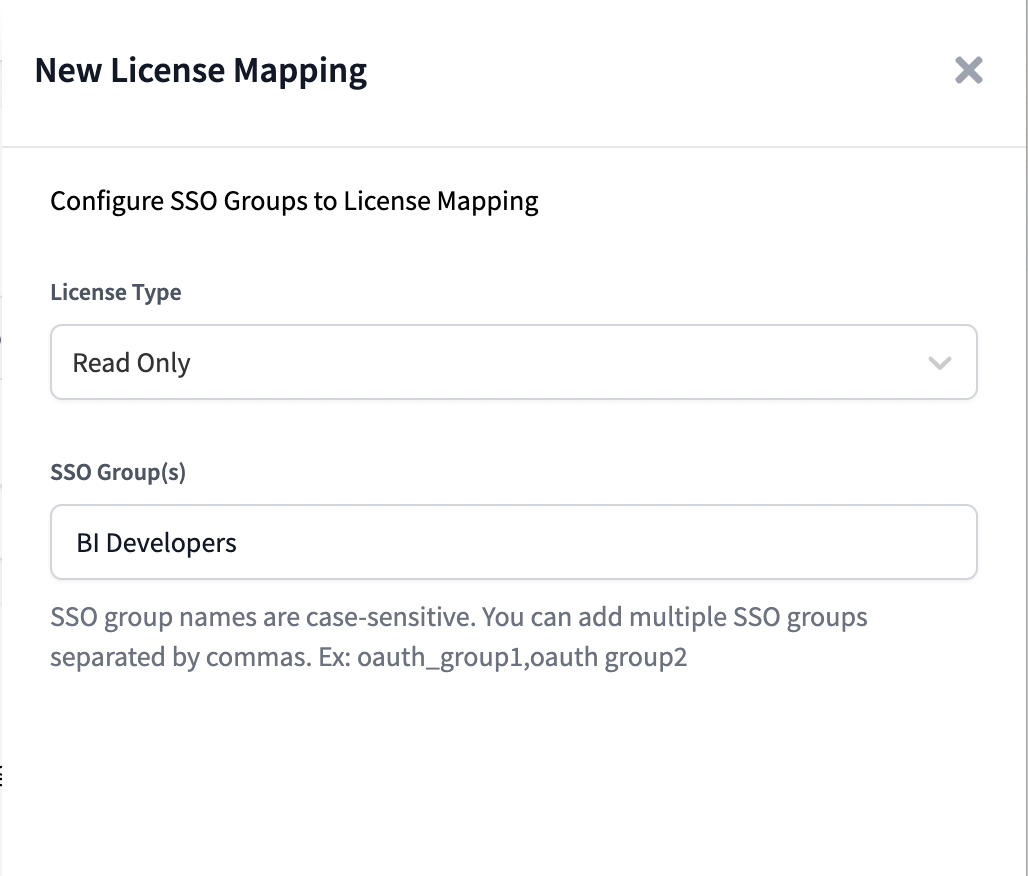 New License Mapping
Configure SSO Groups to License Mapping
License Type
Read Only
SSO Group(s)
BI Developers
SSO group names are case-sensitive. You can add multiple SSO groups
separated by commas. Ex: oauth_group1,oauth group2